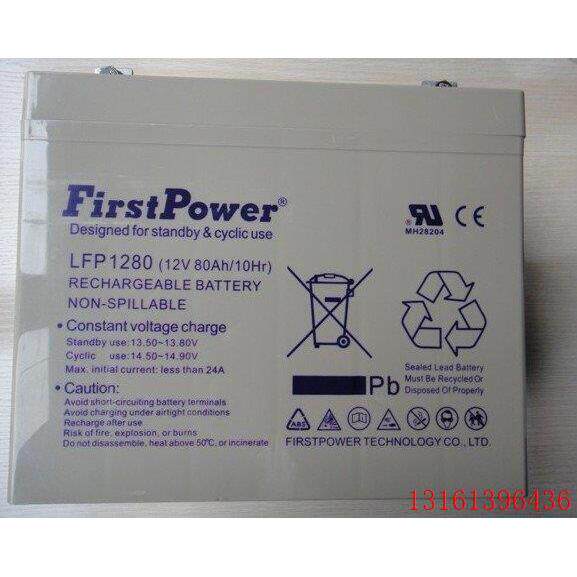 FirstPower®
Designed for standby & cyclic use
LFP1280 (12V 80Ah/10Hr)
RECHARGEABLE BATTERY
NON-SPILLABLE
• Constant voltage charge
Standby use:13.50~13.80V
Cyclic use:14.50~14.90V
Max. initial current: less than 24A
• Caution:
Avoid short-circuiting battery terminals
Avoid charging under airtight conditions
Recharge after use
Risk of fire, explosion, or burns
Do not disassemble, heat above 50℃, or incinerate
MH28204
CE
Pb
Sealed Lead Battery
Must Be Recycled or
Disposed Of Properly
ABS
FIRSTPOWER TECHNOLOGY CO., LTD.
13161396436